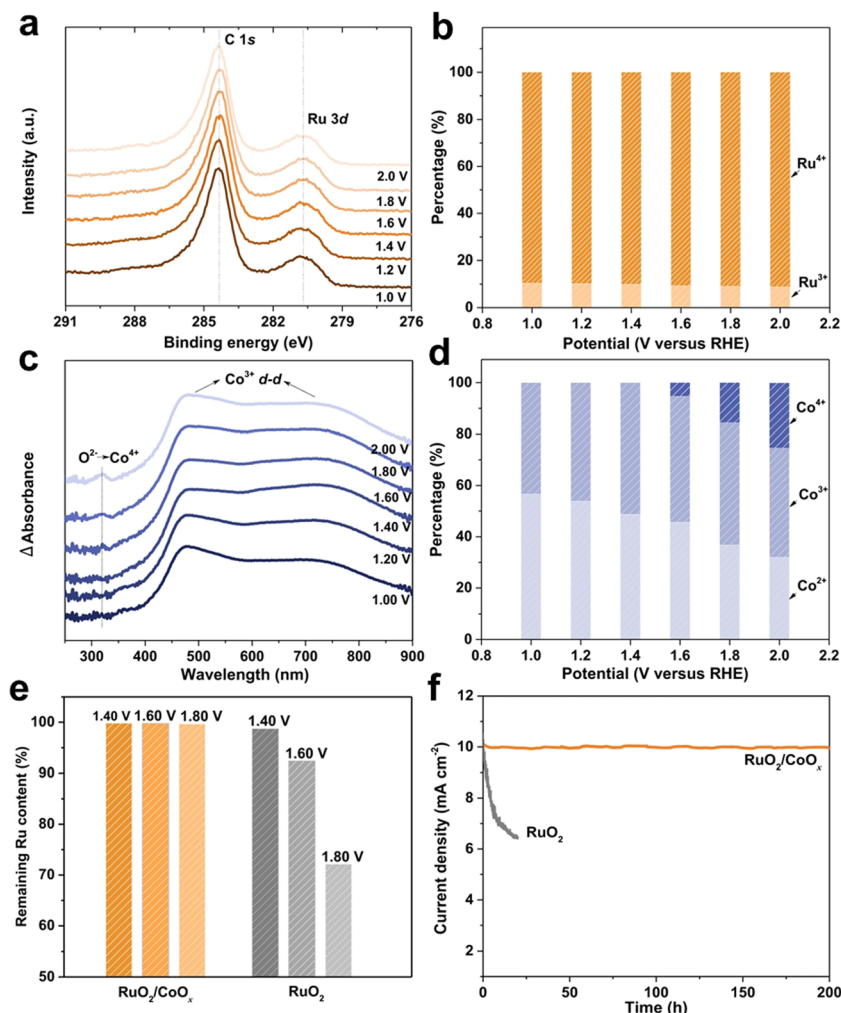 a
C 1s
Ru 3d
2.0 V
1.8 V
1.6 V
1.4 V
1.2 V
1.0 V
Intensity (a.u.)
291 288 285 282 279 276
Binding energy (eV)
b
Percentage (%)
100
80
60
40
20
0
Ru4+
Ru3+
0.8 1.0 1.2 1.4 1.6 1.8 2.0 2.2
Potential (V versus RHE)
c
Co3+ d-d
O2-→Co4+
2.00 V
1.80 V
1.60 V
1.40 V
1.20 V
1.00 V
Δ Absorbance
300 400 500 600 700 800 900
Wavelength (nm)
d
Percentage (%)
100
80
60
40
20
0
Co4+
Co3+
Co2+
0.8 1.0 1.2 1.4 1.6 1.8 2.0 2.2
Potential (V versus RHE)
e
Remaining Ru content (%)
100
90
80
70
60
50
1.40 V 1.60 V 1.80 V
1.40 V
1.60 V
1.80 V
RuO2/CoOx RuO2
f
Current density (mA cm-2)
12
10
8
6
4
2
RuO2/CoOx
RuO2
0 50 100 150 200
Time (h)